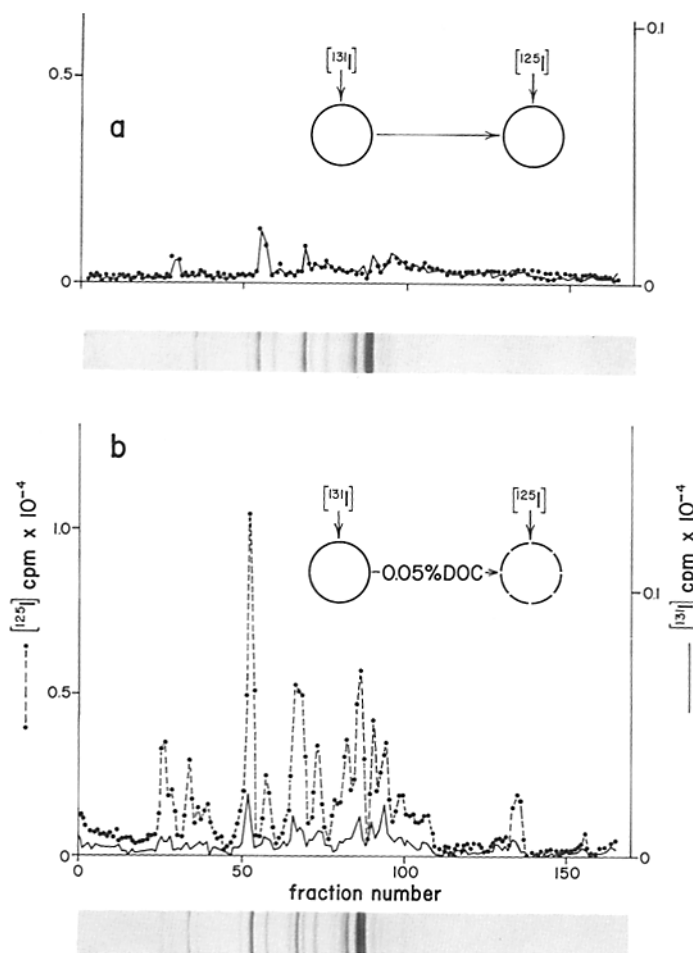 0.5
0.1
a
[131I]
[125I]
0
0
b
[125I] cpm x 10-4
1.0
0.5
0
[131I]
[125I]
0.05%DOC
[131I] cpm x 10-4
0.1
0
0
50
100
150
fraction number